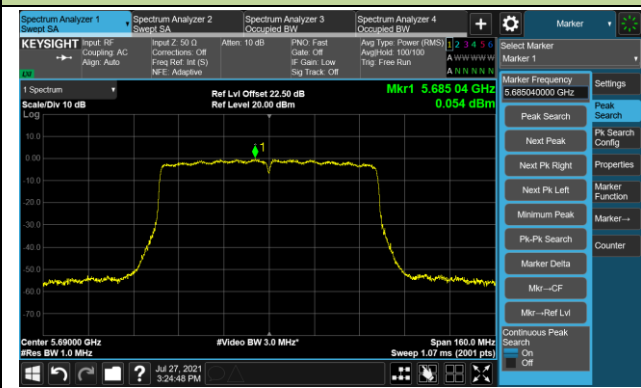 Spectrum Analyzer 1
Swept SA
Spectrum Analyzer 2
Swept SA
Spectrum Analyzer 3
Occupied BW
Spectrum Analyzer 4
Occupied BW
Marker
KEYSIGHT
Input: RF
Coupling: AC
Align: Auto
Input Z: 50 Ω
Corrections: Off
Freq Ref: Int (S)
NFE: Adaptive
Atten: 10 dB
PNO: Fast
Gate: Off
IF Gain: Low
Sig Track: Off
Avg Type: Power (RMS)
Avg|Hold: 100/100
Trig: Free Run
1 2 3 4 5 6
A W W W W W
A N N N N N
Select Marker
Marker 1
LXI
1 Spectrum
Scale/Div 10 dB
Log
Ref Lvl Offset 22.50 dB
Ref Level 20.00 dBm
Mkr1 5.685 04 GHz
0.054 dBm
10.0
0.00
-10.0
-20.0
-30.0
-40.0
-50.0
-60.0
-70.0
1
Center 5.69000 GHz
#Res BW 1.0 MHz
#Video BW 3.0 MHz*
Span 160.0 MHz
Sweep 1.07 ms (2001 pts)
Marker Frequency
5.685040000 GHz
Peak Search
Next Peak
Next Pk Right
Next Pk Left
Minimum Peak
Pk-Pk Search
Marker Delta
Mkr→CF
Mkr→Ref Lvl
Continuous Peak
Search
On
Off
Settings
Peak
Search
Pk Search
Config
Properties
Marker
Function
Marker→
Counter
Jul 27, 2021
3:24:48 PM